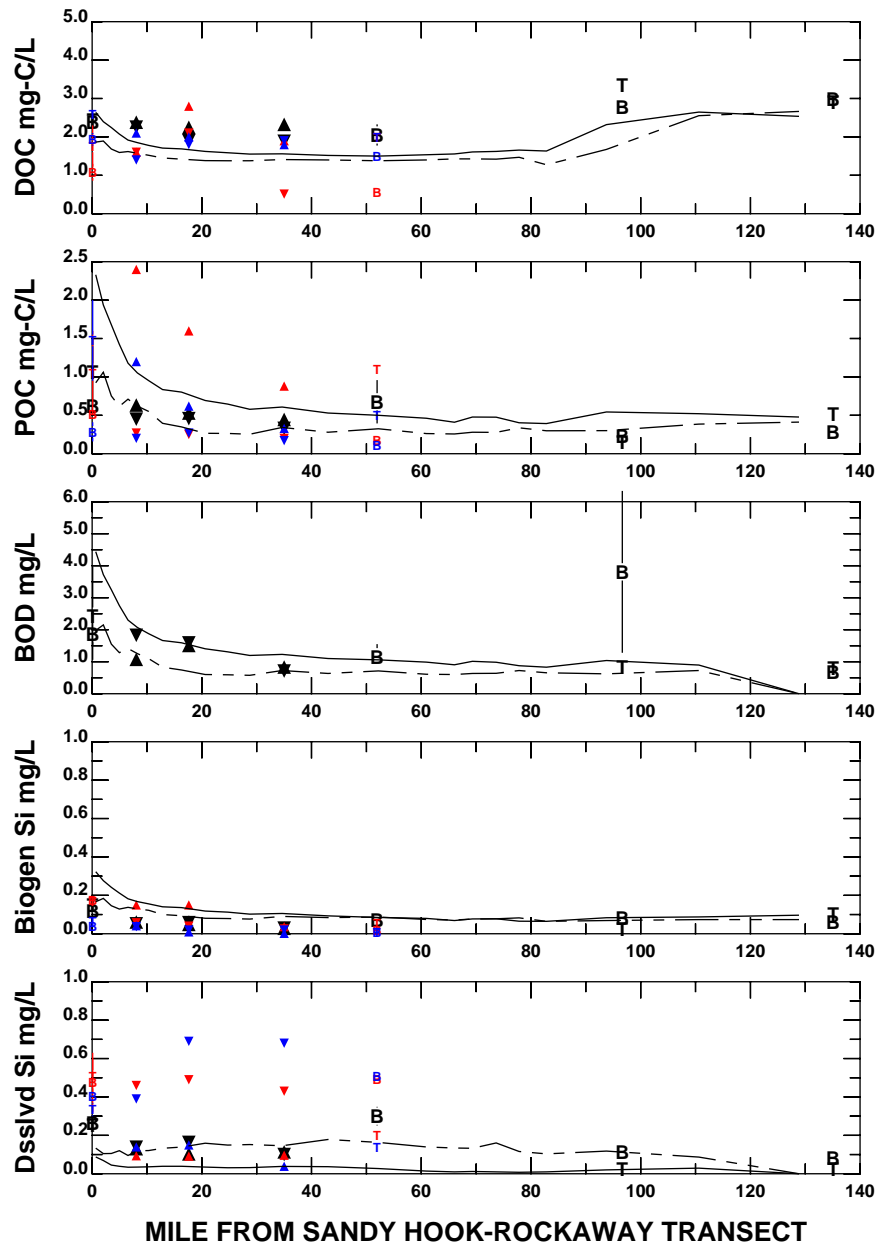 DOC mg-C/L
5.0
4.0
3.0
2.0
1.0
0.0
T
B
T
B
T
B
T
B
T
B
T
B
B
T
0 20 40 60 80 100 120 140
POC mg-C/L
2.5
2.0
1.5
1.0
0.5
0.0
T
T
T
B
B
B
T
T
B
B
B
B
T
T
B
0 20 40 60 80 100 120 140
BOD mg/L
6.0
5.0
4.0
3.0
2.0
1.0
0.0
T
B
B
B
T
T
B
0 20 40 60 80 100 120 140
Biogen Si mg/L
1.0
0.8
0.6
0.4
0.2
0.0
T
B
B
B
T
B
B
T
T
B
0 20 40 60 80 100 120 140
Dsslvd Si mg/L
1.0
0.8
0.6
0.4
0.2
0.0
T
B
B
T
B
B
B
B
T
T
B
T
B
T
0 20 40 60 80 100 120 140
MILE FROM SANDY HOOK-ROCKAWAY TRANSECT